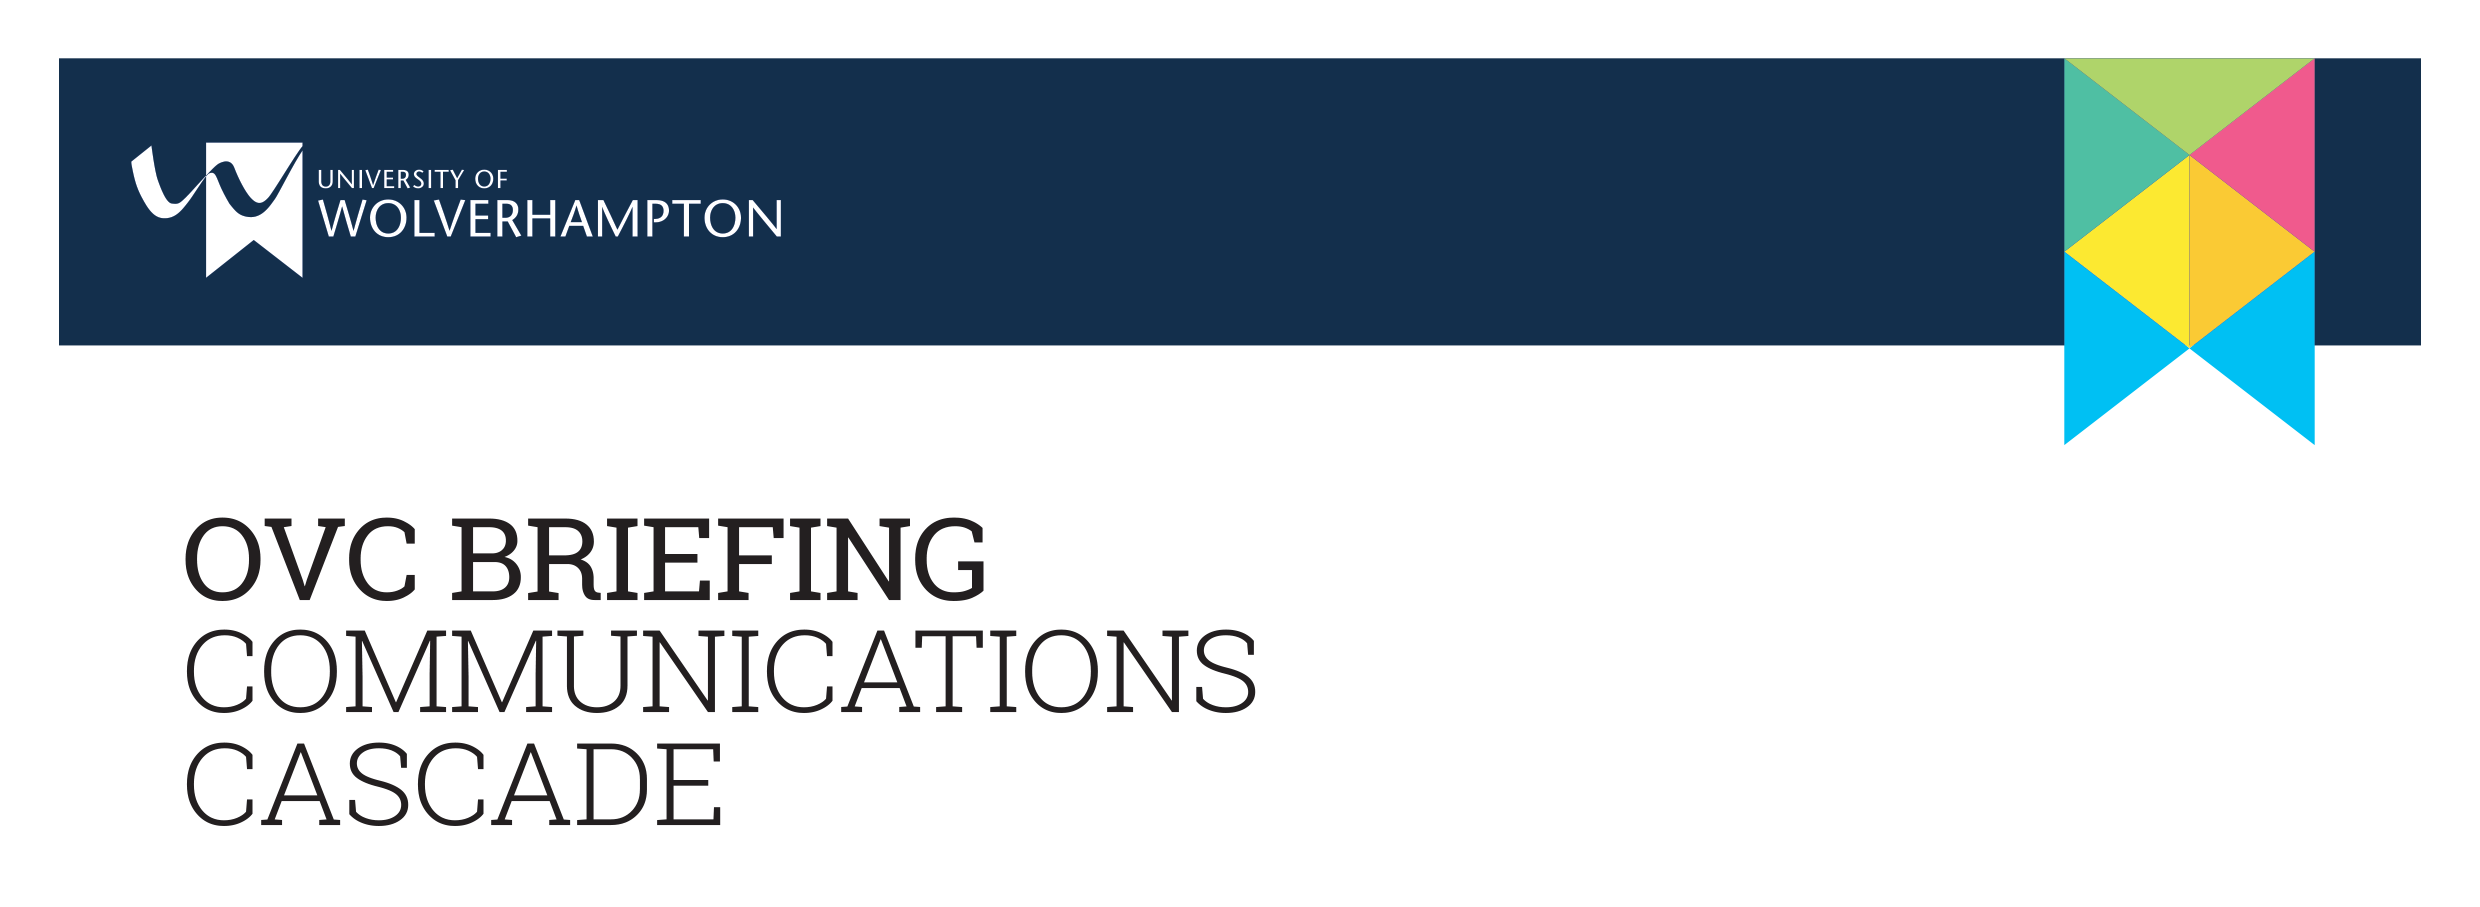 UNIVERSITY OF
WOLVERHAMPTON
OVC BRIEFING
COMMUNICATIONS
CASCADE